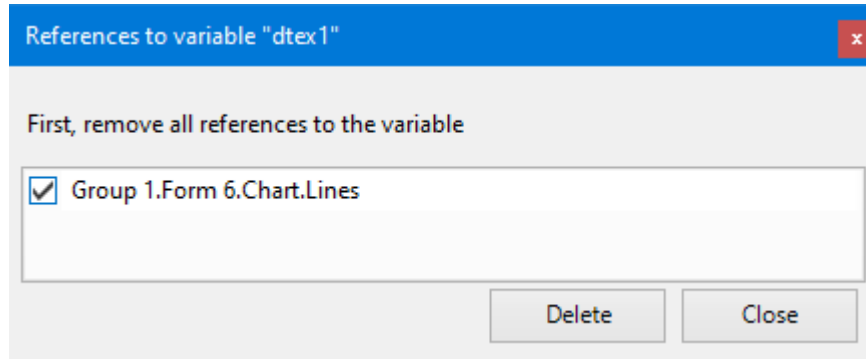 References to variable "dtex1"
x
First, remove all references to the variable
Group 1.Form 6.Chart.Lines
Delete Close